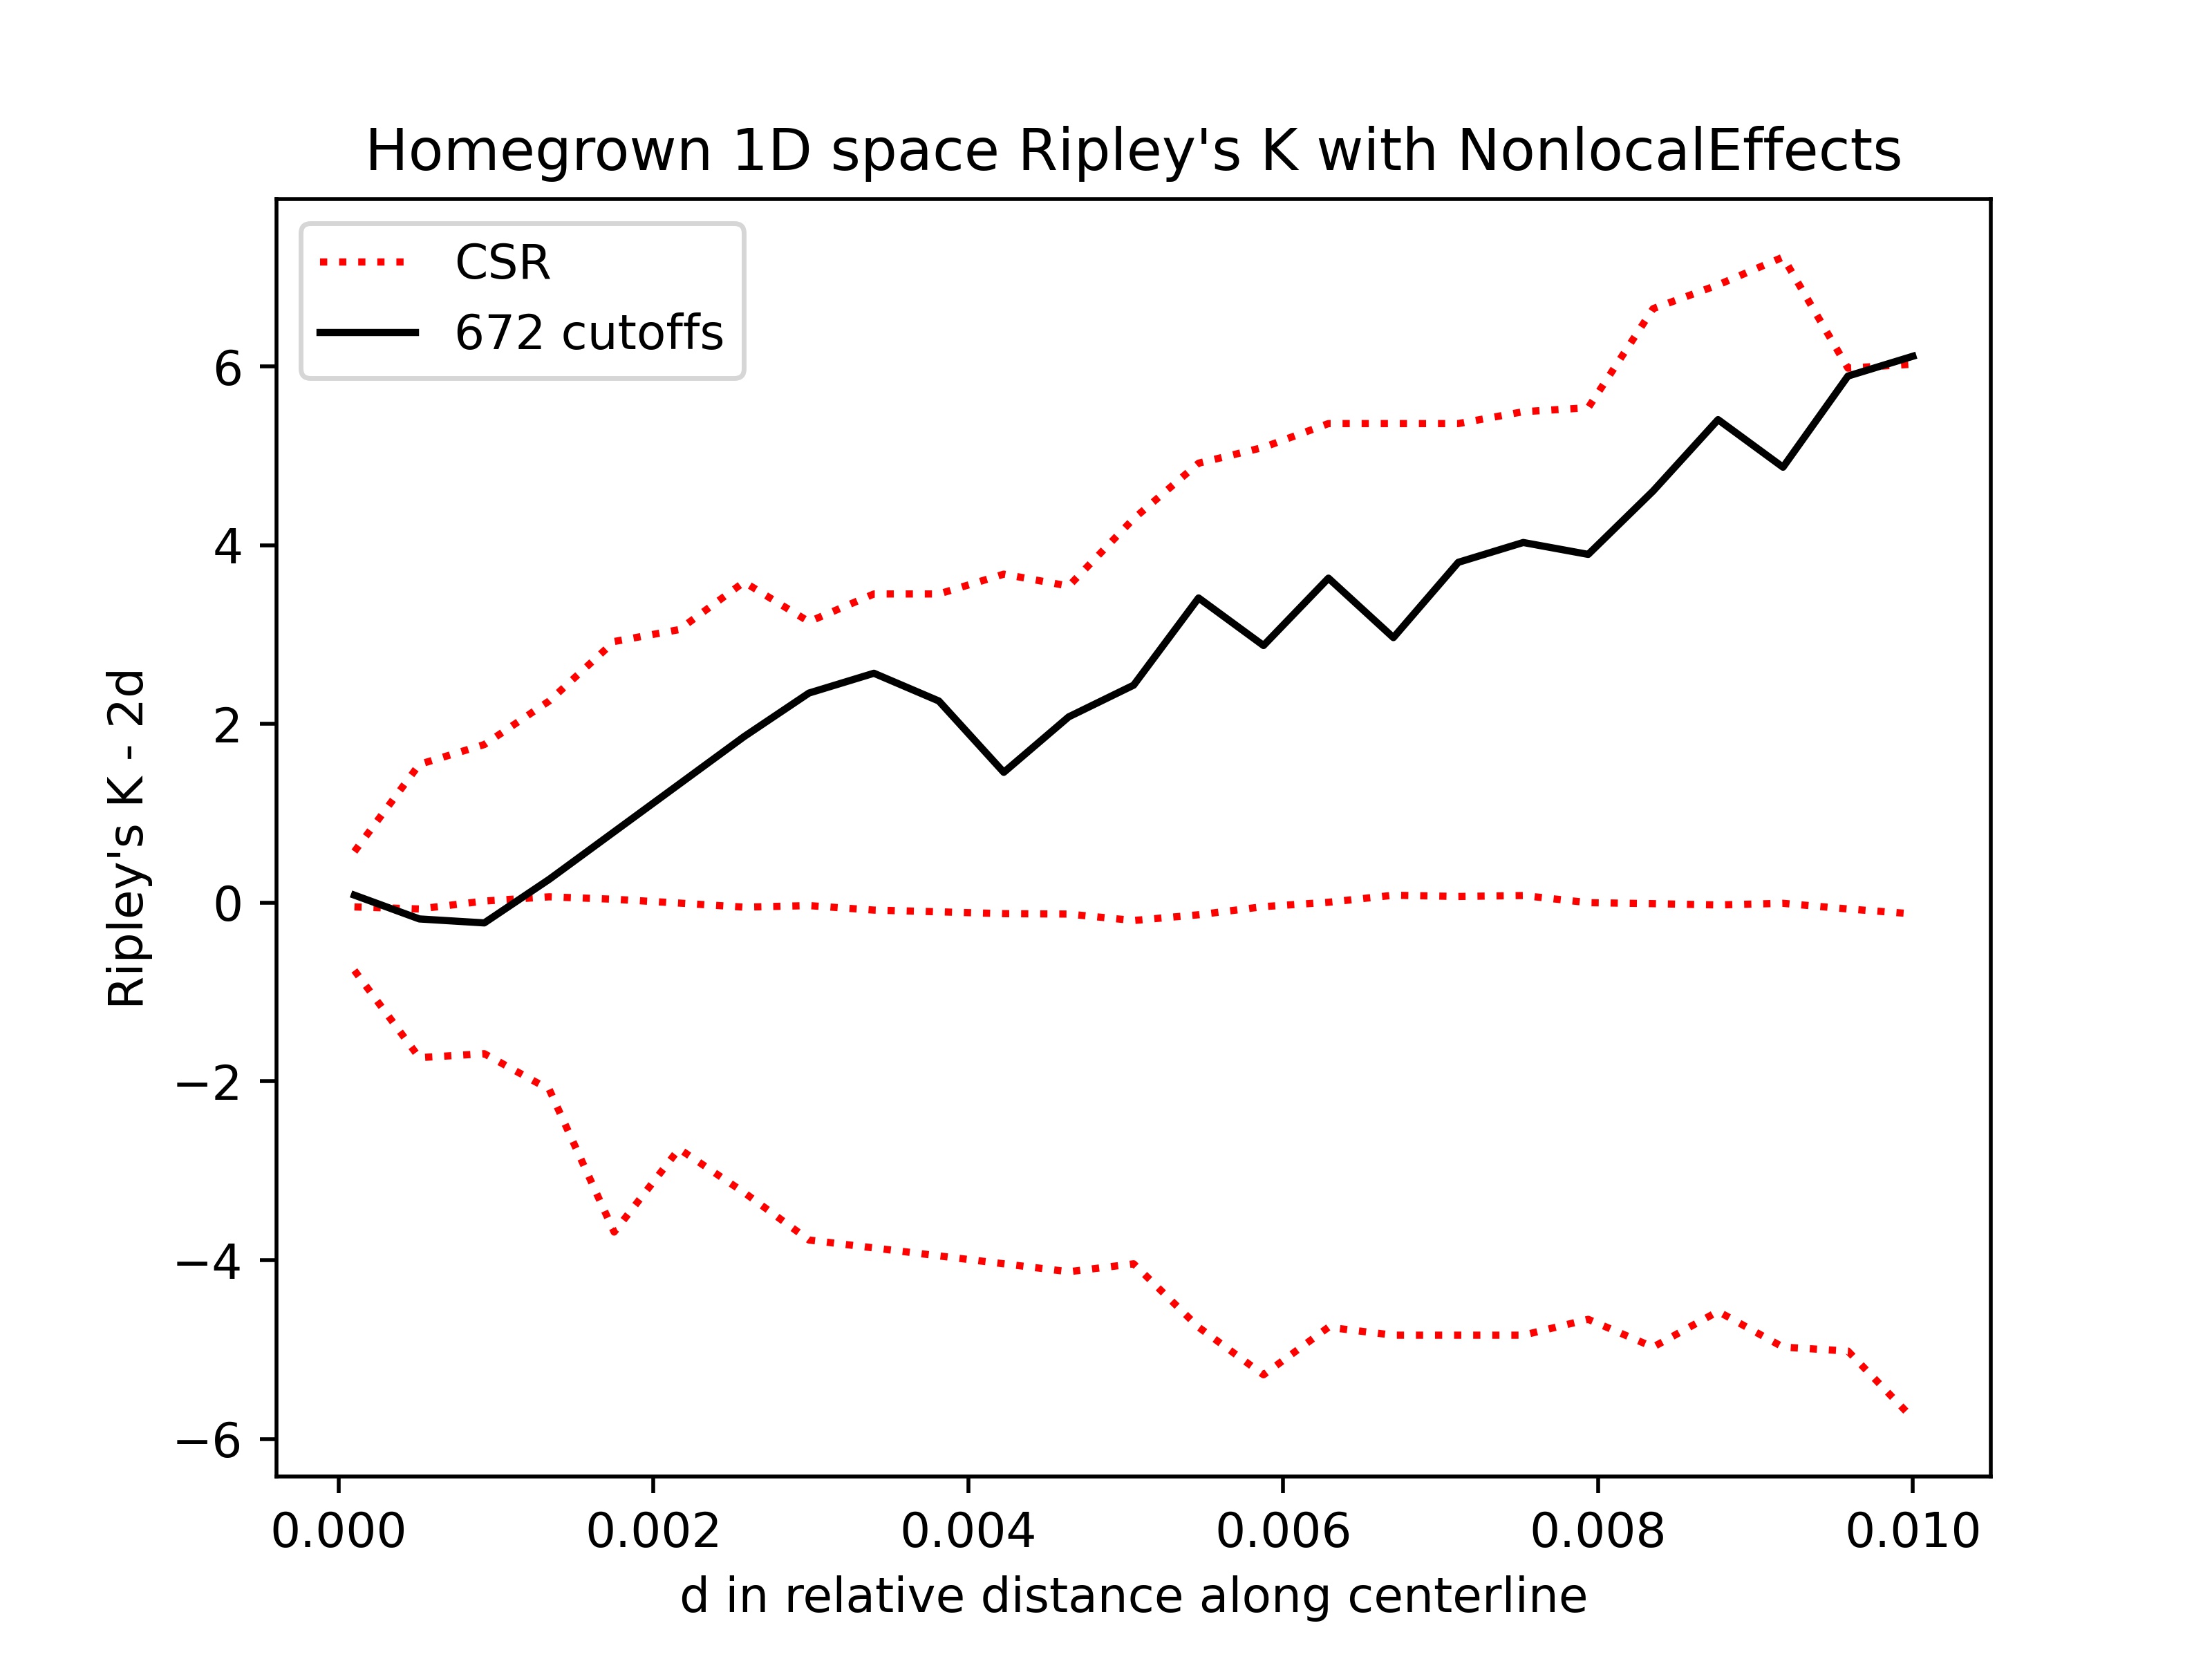 Homegrown 1D space Ripley's K with NonlocalEffects
CSR
672 cutoffs
Ripley's K - 2d
6
4
2
0
−2
−4
−6
0.000 0.002 0.004 0.006 0.008 0.010
d in relative distance along centerline